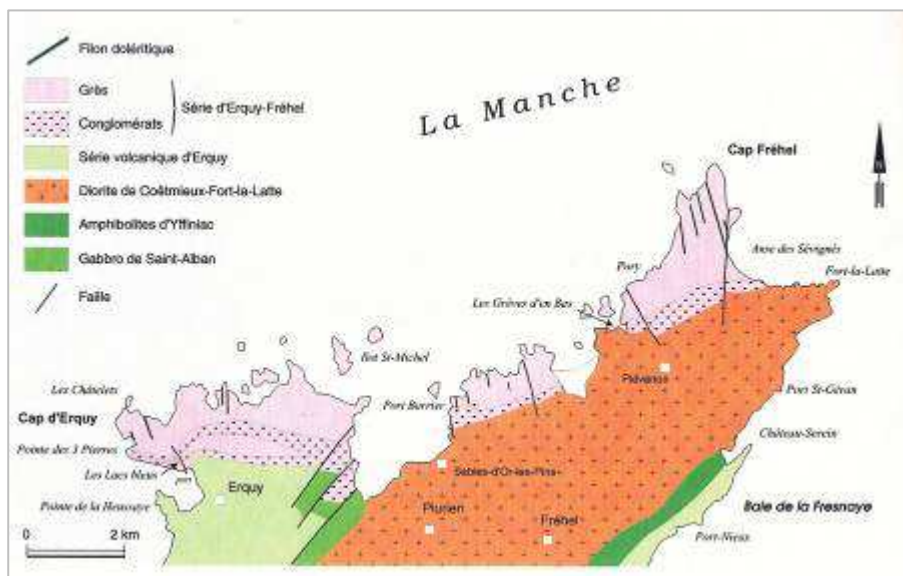 Filon doléritique
Grès
Conglomérats
Série d'Erquy-Fréhel
Série volcanique d'Erquy
Diorite de Coëtmieux-Fort-la-Latte
Amphibolites d'Yffiniac
Gabbro de Saint-Alban
Faille
La Manche
Cap Fréhel
N
Anse des Sévignés
Fort-la-Latte
Pory
Les Grèves d'en Bas
Ilot St-Michel
Plévenon
Les Châtelets
Port Barrier
Port St-Géran
Cap d'Erquy
Château-Serein
Pointe des 3 Pierres
Les Lacs Neus
port
Sables-d'Or-les-Pins
Erquy
Pointe de la Heussaye
Plurien
Baie de la Fresnaye
Fréhel
Port-Nieux
0 2 km